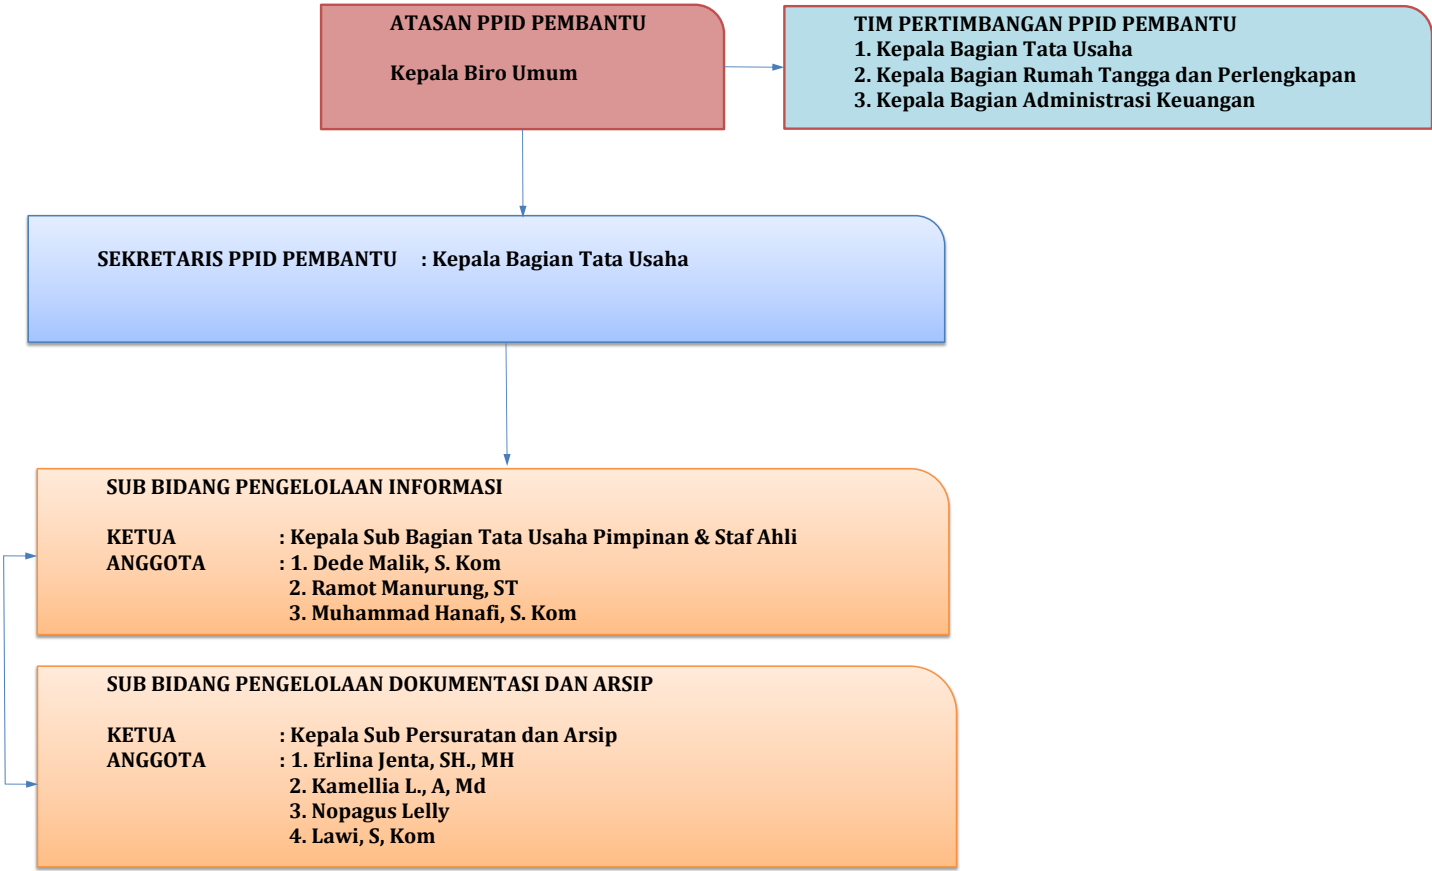 ATASAN PPID PEMBANTU
Kepala Biro Umum
TIM PERTIMBANGAN PPID PEMBANTU
1. Kepala Bagian Tata Usaha
2. Kepala Bagian Rumah Tangga dan Perlengkapan
3. Kepala Bagian Administrasi Keuangan
SEKRETARIS PPID PEMBANTU : Kepala Bagian Tata Usaha
SUB BIDANG PENGELOLAAN INFORMASI
KETUA : Kepala Sub Bagian Tata Usaha Pimpinan & Staf Ahli
ANGGOTA : 1. Dede Malik, S. Kom
2. Ramot Manurung, ST
3. Muhammad Hanafi, S. Kom
SUB BIDANG PENGELOLAAN DOKUMENTASI DAN ARSIP
KETUA : Kepala Sub Persuratan dan Arsip
ANGGOTA : 1. Erlina Jenta, SH., MH
2. Kamellia L., A, Md
3. Nopagus Lelly
4. Lawi, S, Kom